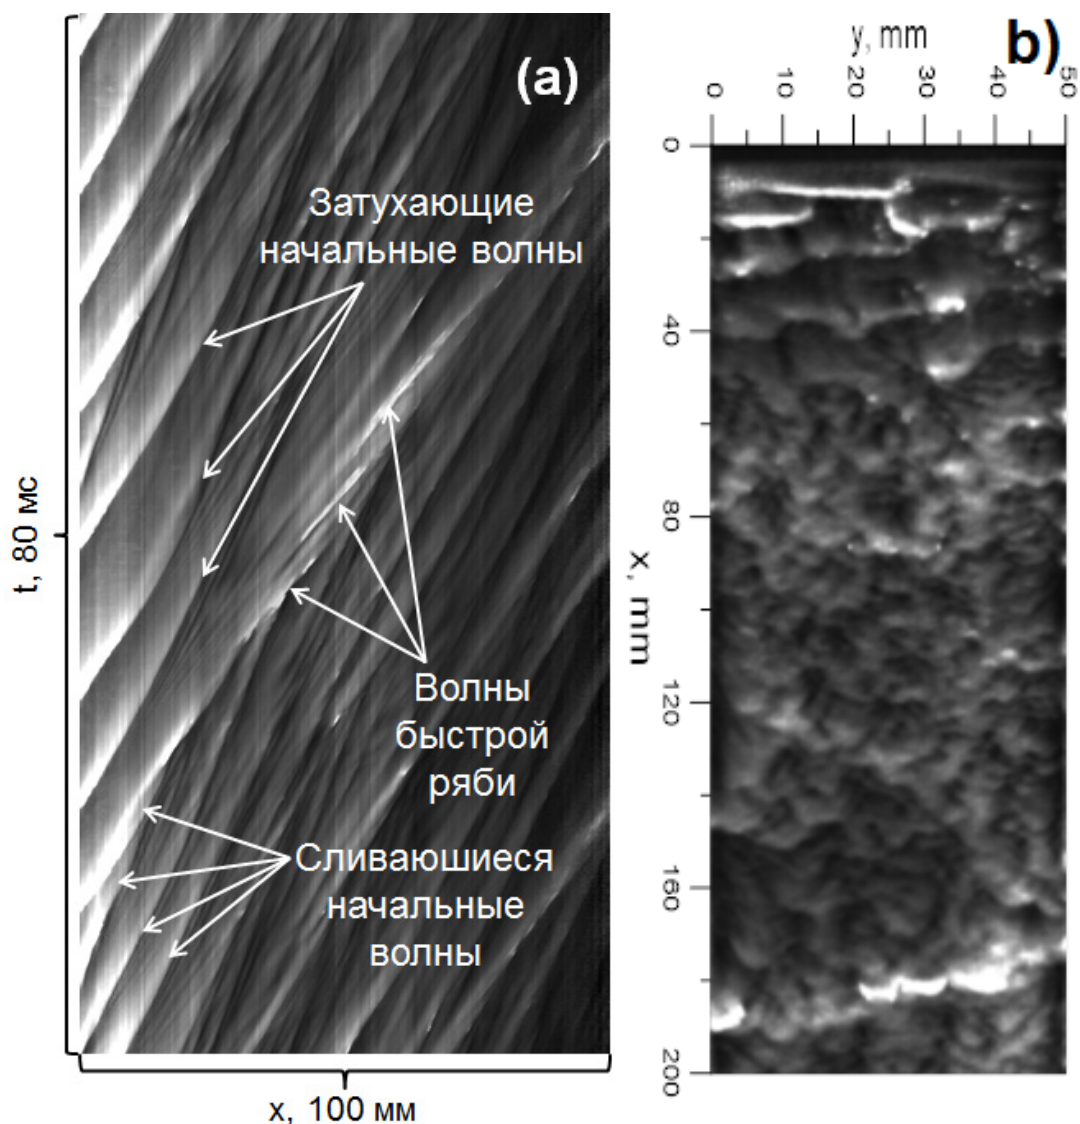 (a)
Затухающие
начальные волны
Волны
быстрой
ряби
Сливаюшиеся
начальные
волны
t, 80 мс
x, 100 мм
b)
y, mm
0
10
20
30
40
50
0
40
80
120
160
200
x, mm